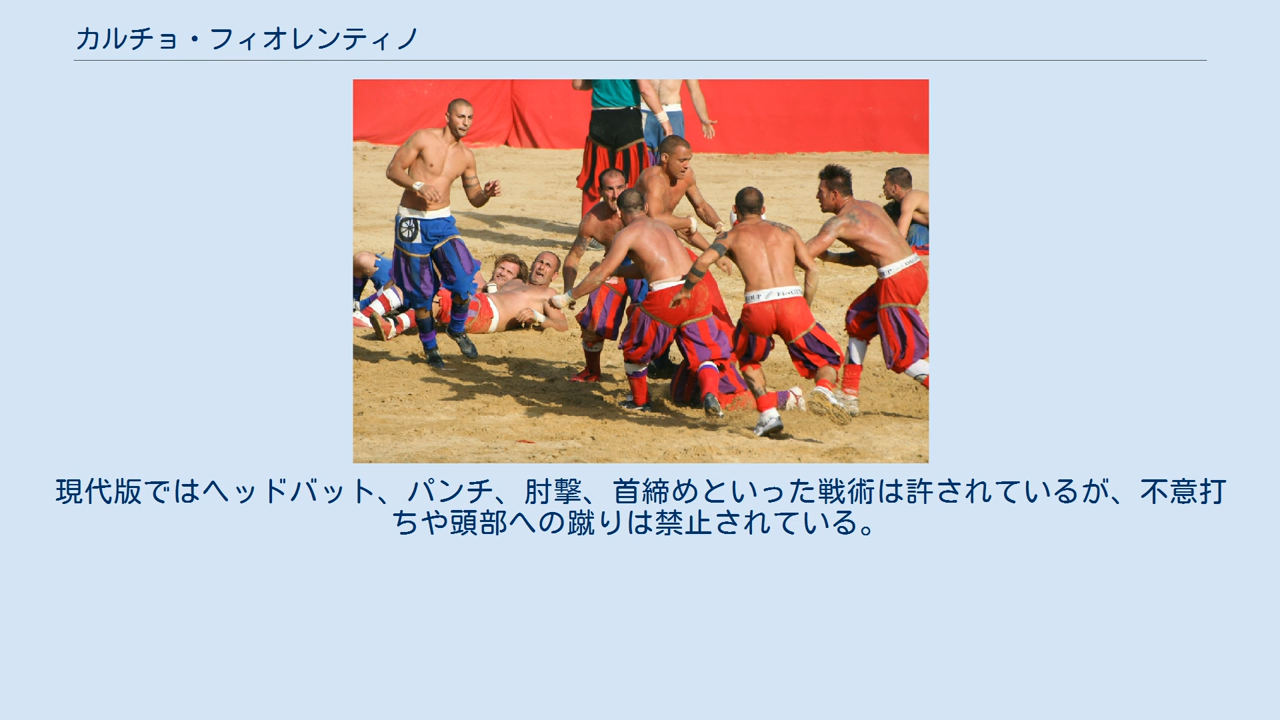 カルチョ・フィオレンティノ
現代版ではヘッドバット、パンチ、肘撃、首締めといった戦術は許されているが、不意打
ちや頭部への蹴りは禁止されている。